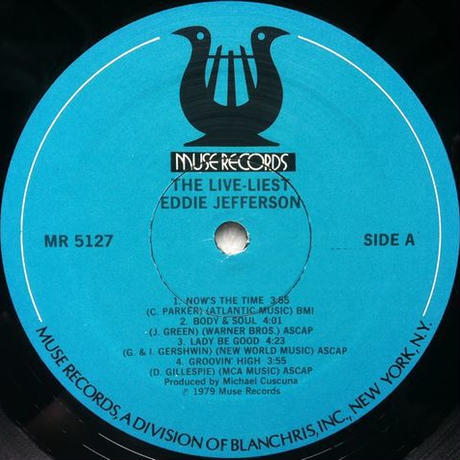 MUSE RECORDS
THE LIVE-LIEST
EDDIE JEFFERSON
MR 5127
SIDE A
1. NOW'S THE TIME 3:55
(C. PARKER) (ATLANTIC MUSIC) BMI
2. BODY & SOUL 4:01
(J. GREEN) (WARNER BROS.) ASCAP
3. LADY BE GOOD 4:23
(G. & I. GERSHWIN) (NEW WORLD MUSIC) ASCAP
4. GROOVIN' HIGH 3:55
(D. GILLESPIE) (MCA MUSIC) ASCAP
Produced by Michael Cuscuna
℗ 1979 Muse Records
MUSE RECORDS, A DIVISION OF BLANCHRIS, INC., NEW YORK, N.Y.